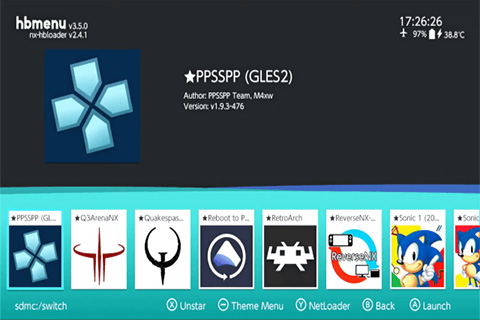 hbmenu v3.5.0
nx-hbloader v2.4.1
17:26:26
97% 38.8°C
★PPSSPP (GLES2)
Author: PPSSPP Team, M4xw
Version: v1.9.3-476
★PPSSPP (GL...
★Q3ArenaNX
★Quakespas...
★Reboot to P...
★RetroArch
★ReverseNX-...
★Sonic 1 (20...
★Sonic
ReverseNX
sdmc:/switch
X Unstar
− Theme Menu
Y NetLoader
B Back
A Launch